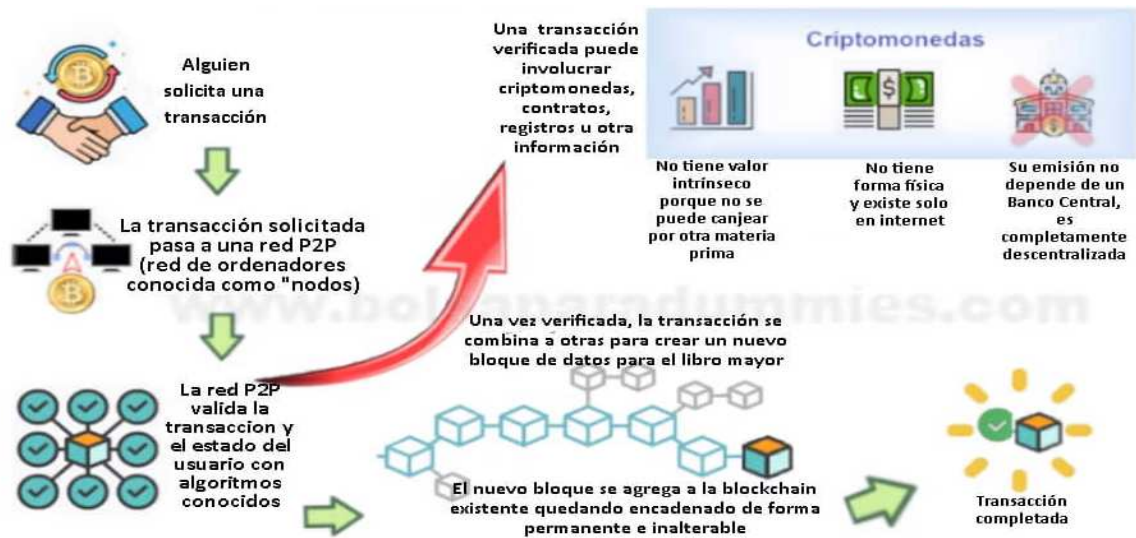 Alguien
solicita una
transacción
La transacción solicitada
pasa a una red P2P
(red de ordenadores
conocida como "nodos)
La red P2P
valida la
transaccion y
el estado del
usuario con
algoritmos
conocidos
Una transacción
verificada puede
involucrar
criptomonedas,
contratos,
registros u otra
información
Criptomonedas
No tiene valor
intrínseco
porque no se
puede canjear
por otra materia
prima
No tiene
forma física
y existe solo
en internet
Su emisión no
depende de un
Banco Central,
es
completamente
descentralizada
www.bolsaparadummies.com
Una vez verificada, la transacción se
combina a otras para crear un nuevo
bloque de datos para el libro mayor
El nuevo bloque se agrega a la blockchain
existente quedando encadenado de forma
permanente e inalterable
Transacción
completada